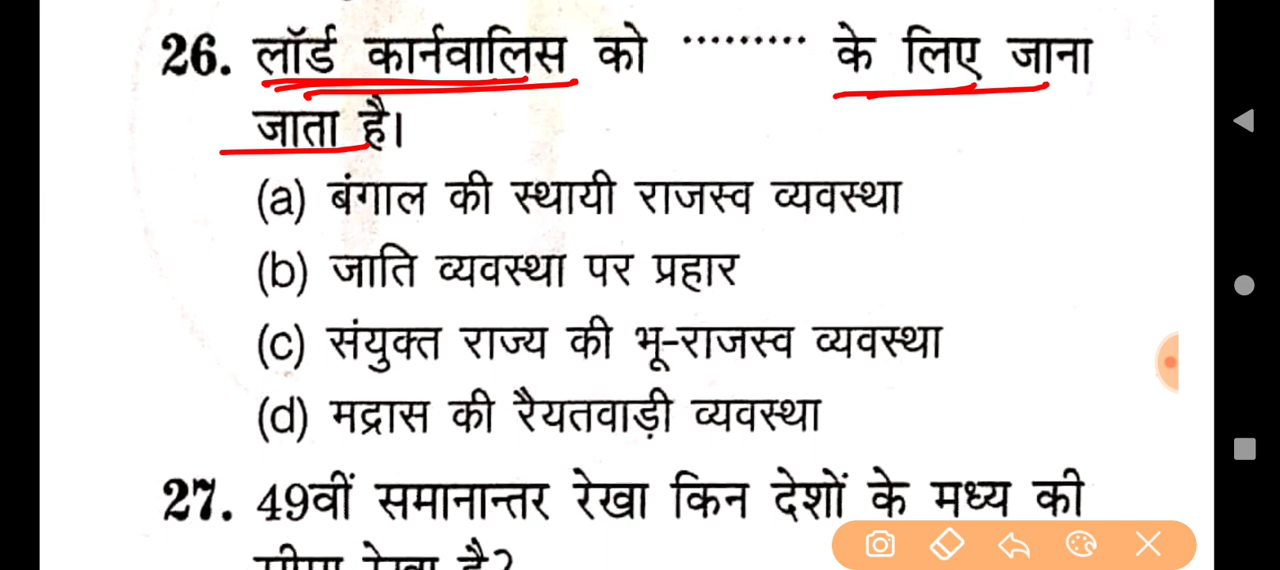 26. लॉर्ड कार्नवालिस को ········· के लिए जाना
जाता है।
(a) बंगाल की स्थायी राजस्व व्यवस्था
(b) जाति व्यवस्था पर प्रहार
(c) संयुक्त राज्य की भू-राजस्व व्यवस्था
(d) मद्रास की रैयतवाड़ी व्यवस्था
27. 49वीं समानान्तर रेखा किन देशों के मध्य की
रेखा है?